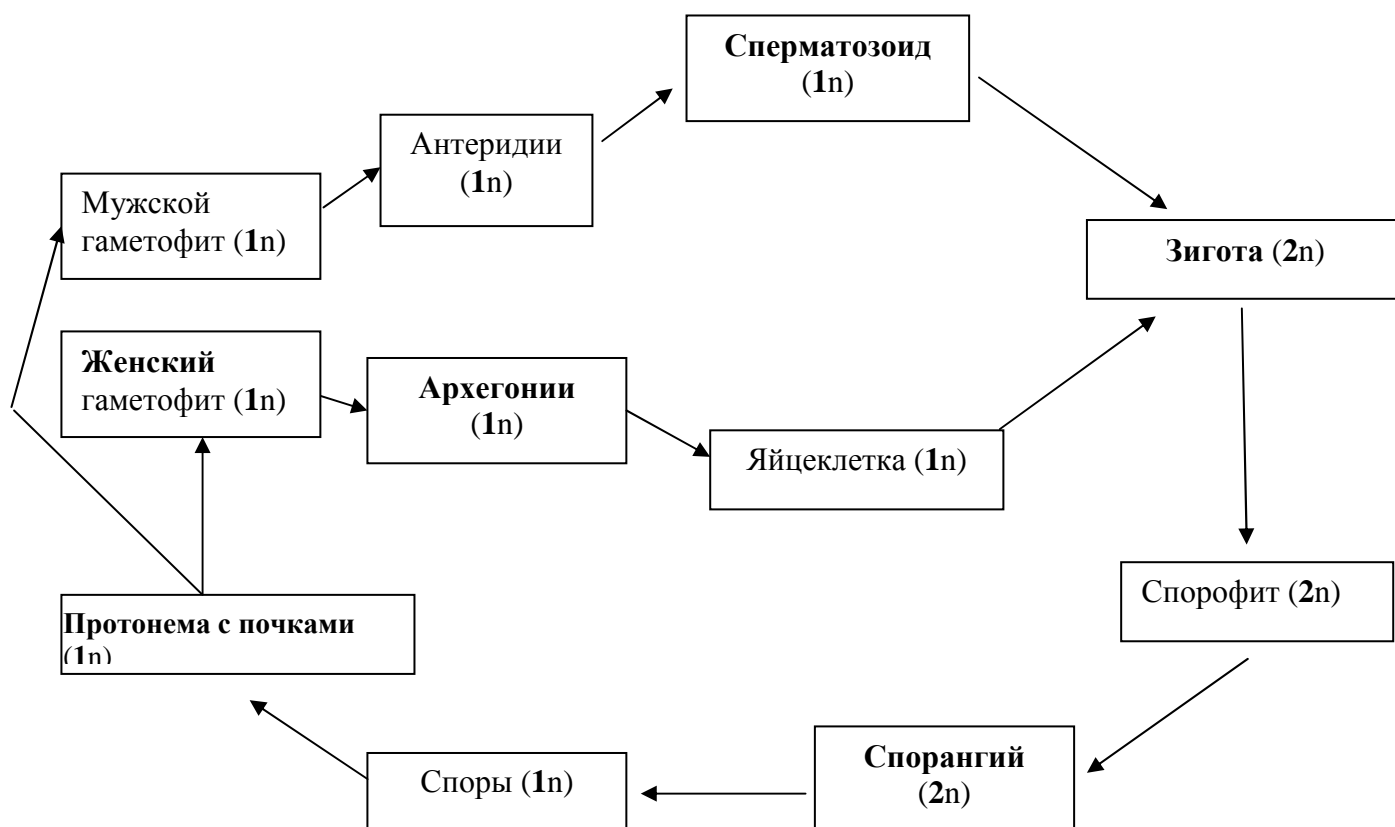 Сперматозоид
(1n)
Антеридии
(1n)
Мужской
гаметофит (1n)
Зигота (2n)
Женский
гаметофит (1n)
Архегонии
(1n)
Яйцеклетка (1n)
Спорофит (2n)
Протонема с почками
(1n)
Спорангий
(2n)
Споры (1n)